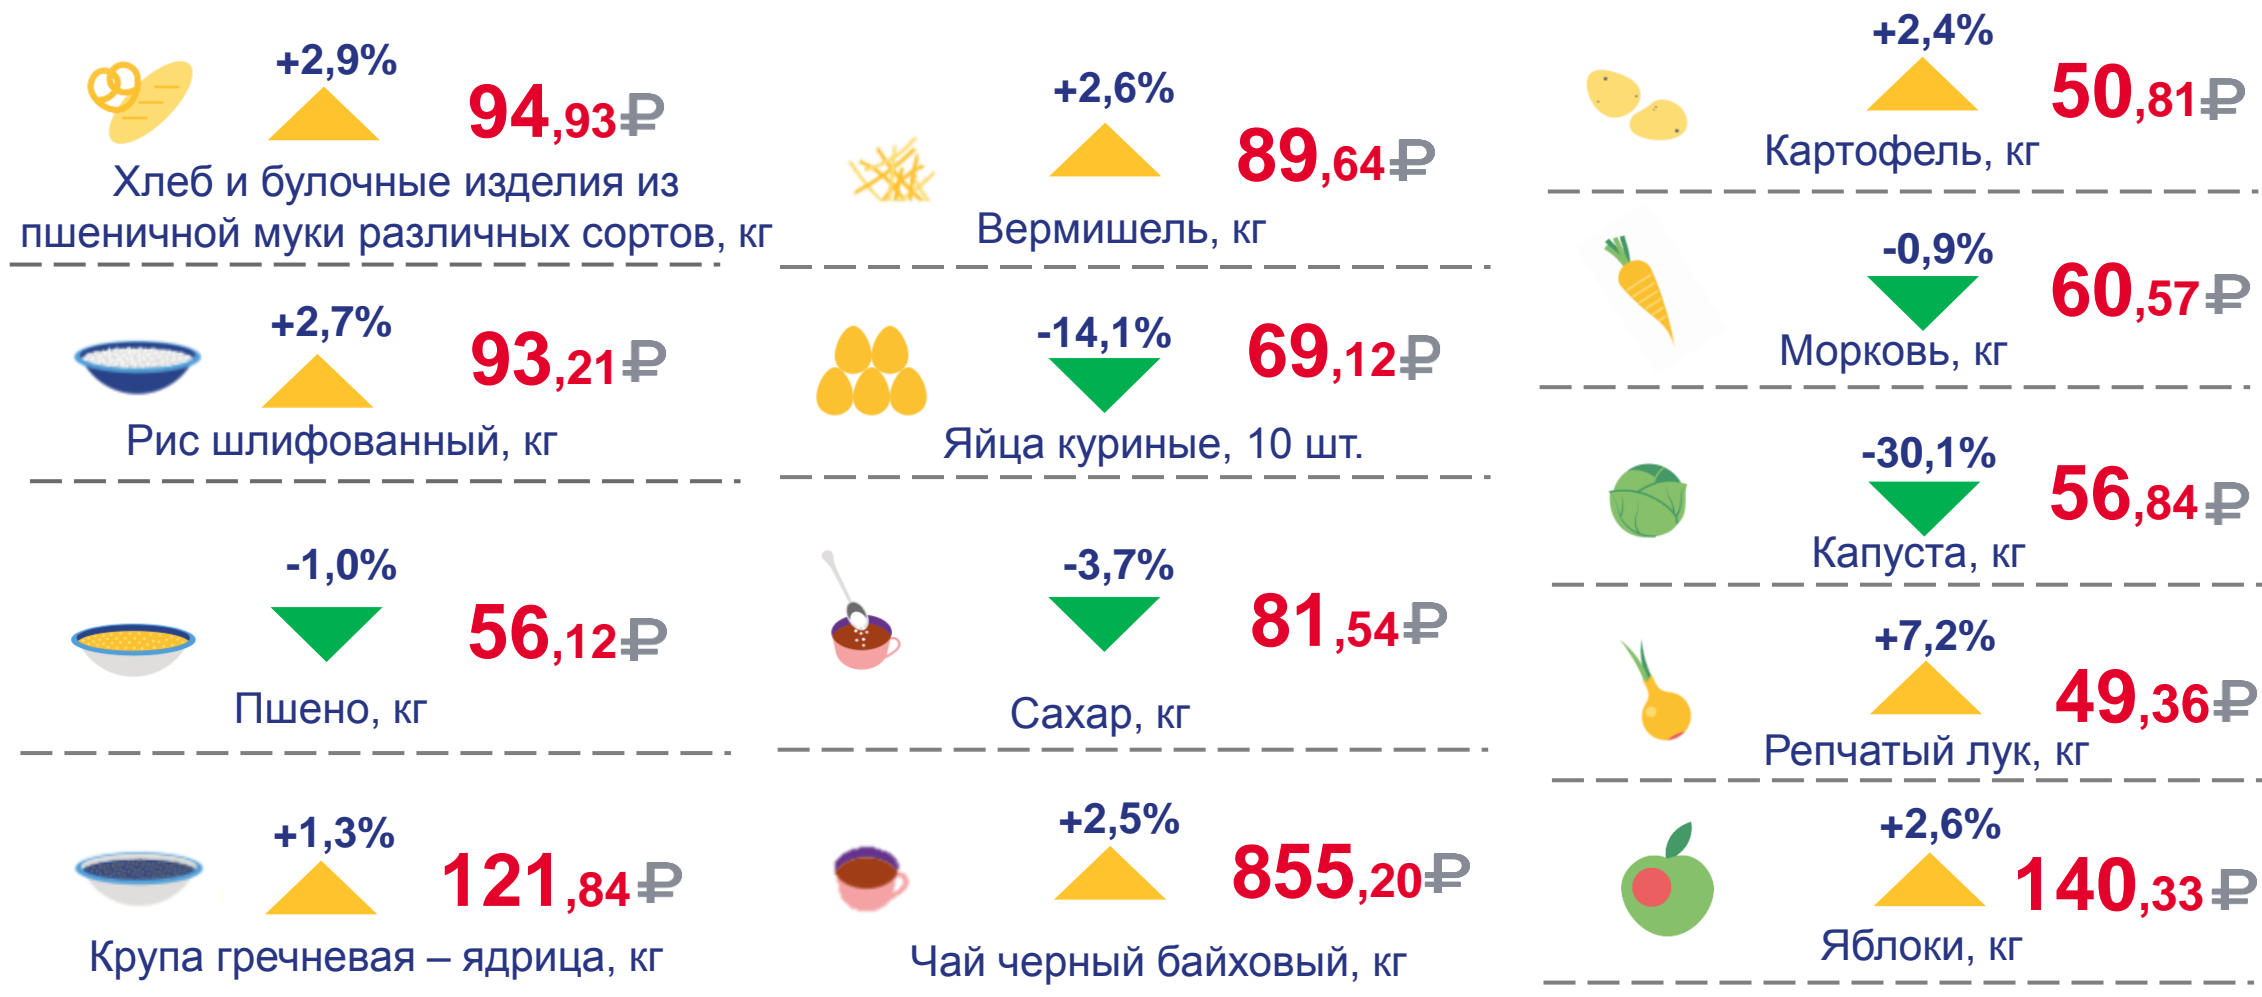 +2,9%
94,93₽
Хлеб и булочные изделия из
пшеничной муки различных сортов, кг
+2,7%
93,21₽
Рис шлифованный, кг
-1,0%
56,12₽
Пшено, кг
+1,3%
121,84₽
Крупа гречневая – ядрица, кг
+2,6%
89,64₽
Вермишель, кг
-14,1%
69,12₽
Яйца куриные, 10 шт.
-3,7%
81,54₽
Сахар, кг
+2,5%
855,20₽
Чай черный байховый, кг
+2,4%
50,81₽
Картофель, кг
-0,9%
60,57₽
Морковь, кг
-30,1%
56,84₽
Капуста, кг
+7,2%
49,36₽
Репчатый лук, кг
+2,6%
140,33₽
Яблоки, кг